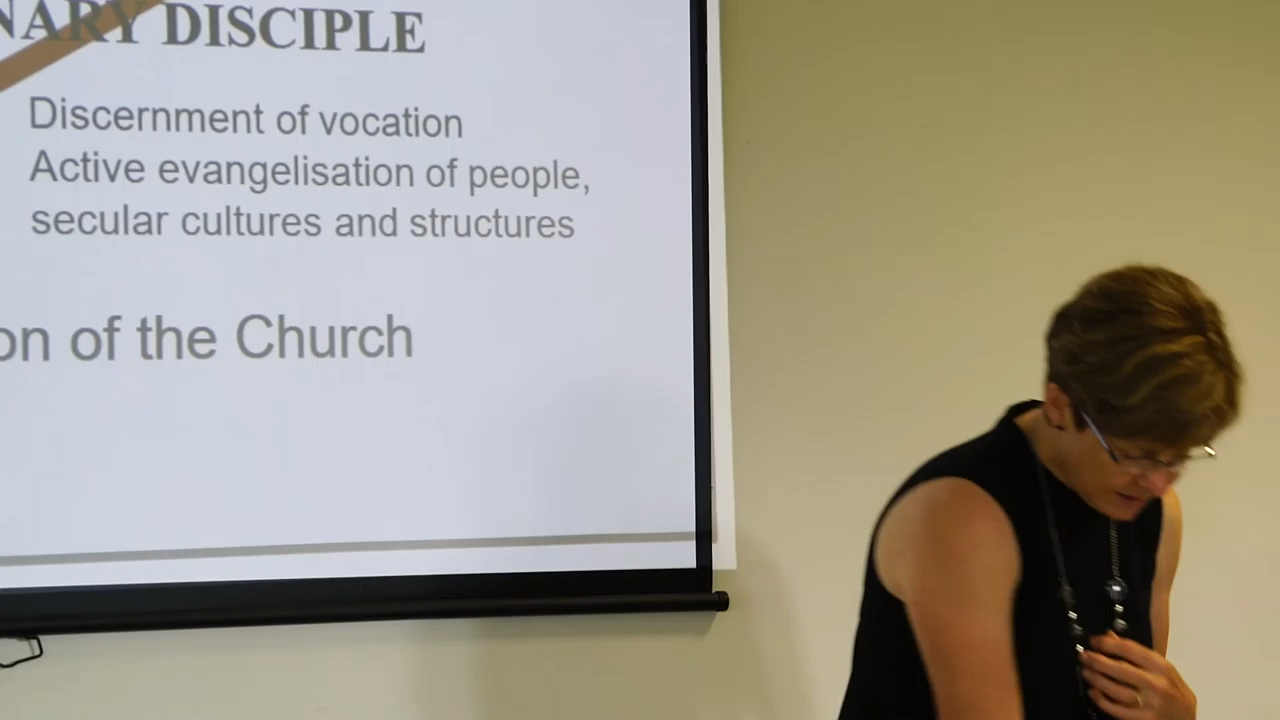 NARY DISCIPLE
Discernment of vocation
Active evangelisation of people,
secular cultures and structures
on of the Church